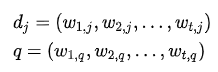 d_j = (w_{1,j}, w_{2,j}, ..., w_{t,j})
q = (w_{1,q}, w_{2,q}, ..., w_{t,q})